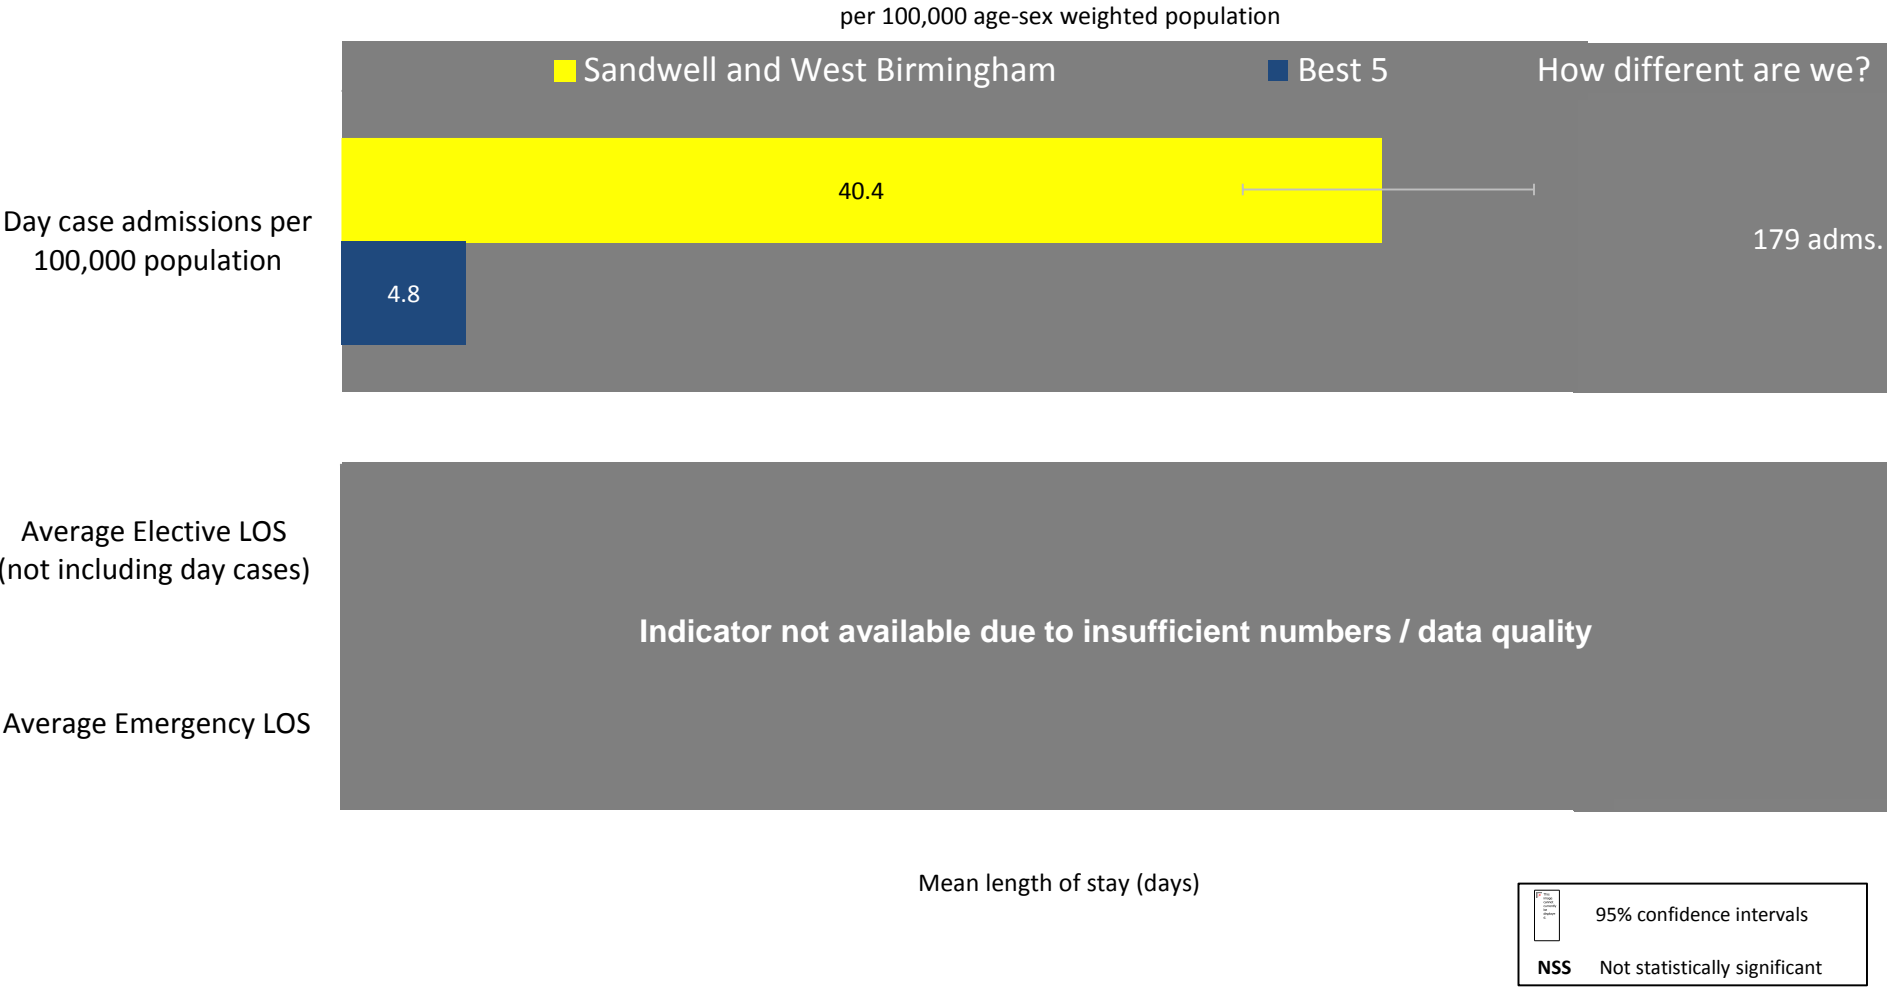 per 100,000 age-sex weighted population
Sandwell and West Birmingham
Best 5
How different are we?
Day case admissions per
100,000 population
40.4
4.8
179 adms.
Average Elective LOS
(not including day cases)
Indicator not available due to insufficient numbers / data quality
Average Emergency LOS
Mean length of stay (days)
95% confidence intervals
NSS Not statistically significant